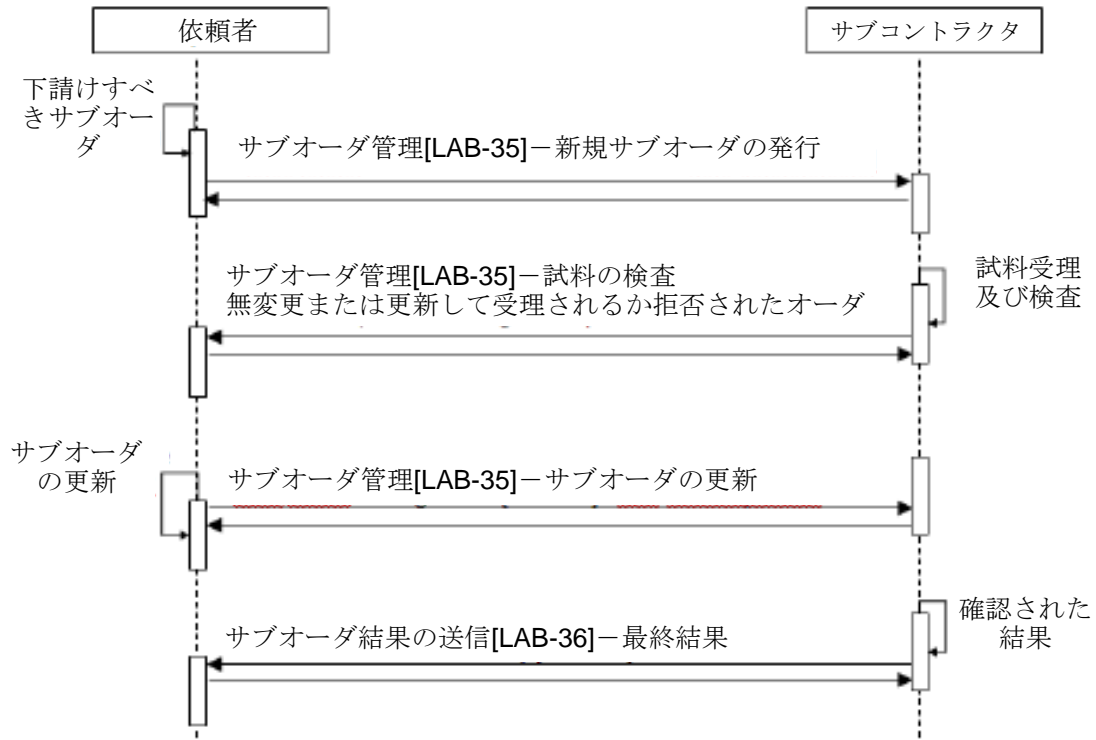 依頼者
サブコントラクタ
下請けすべ
きサブオー
ダ
サブオーダ管理[LAB-35]－新規サブオーダの発行
サブオーダ管理[LAB-35]－試料の検査
無変更または更新して受理されるか拒否されたオーダ
試料受理
及び検査
サブオーダ
の更新
サブオーダ管理[LAB-35]－サブオーダの更新
確認された
結果
サブオーダ結果の送信[LAB-36]－最終結果